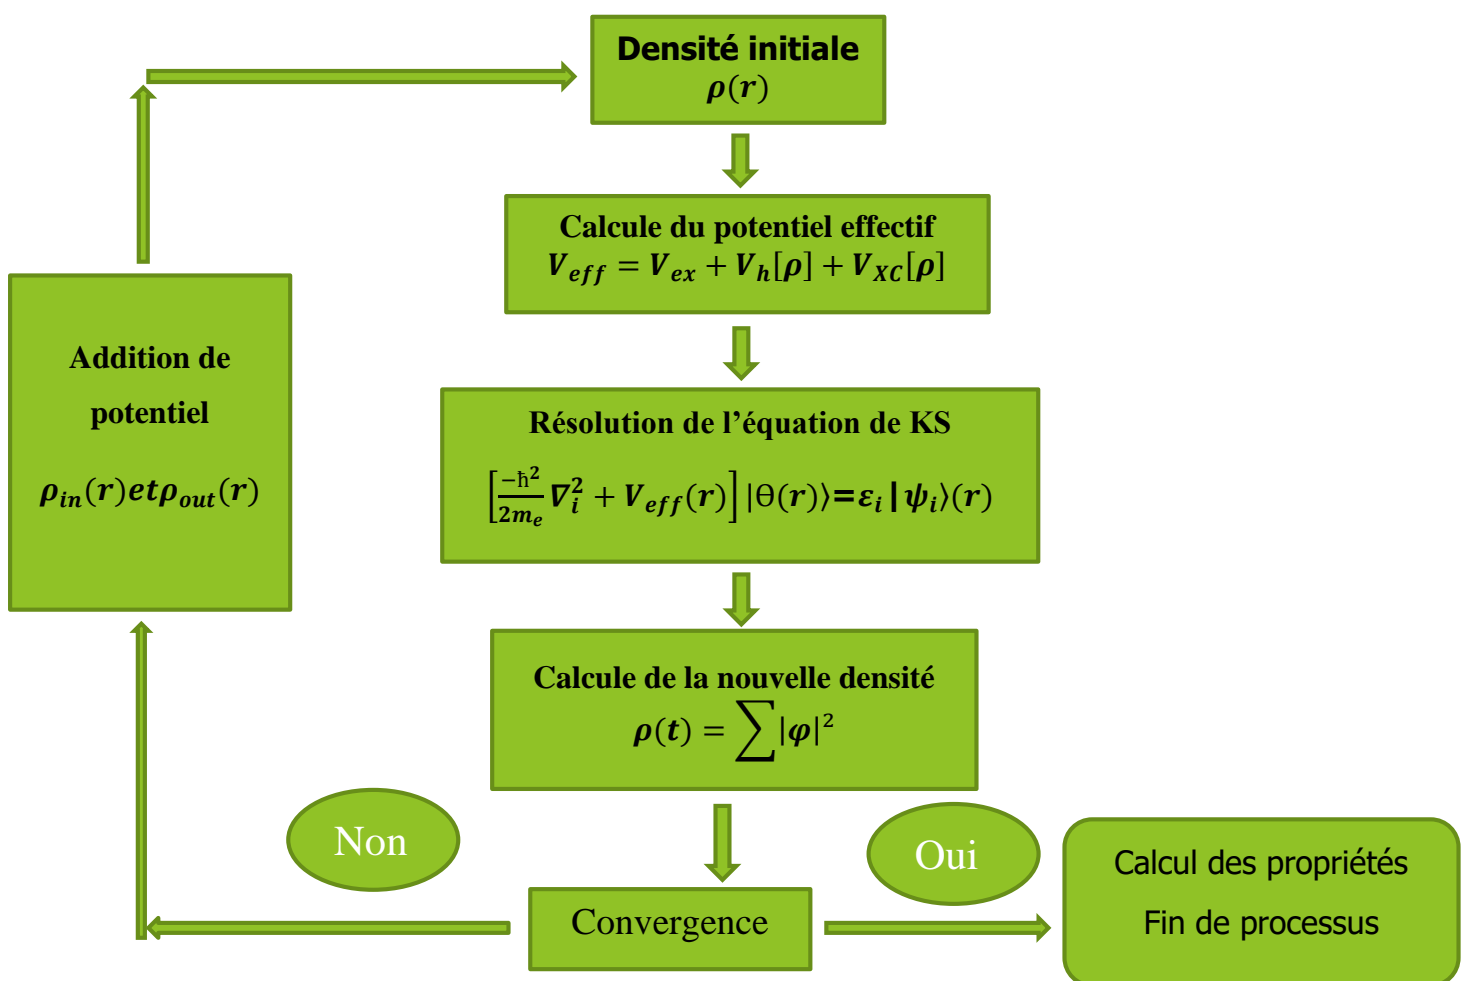 Densité initiale
ρ(r)
Calcule du potentiel effectif
V_eff = V_ex + V_h[ρ] + V_XC[ρ]
Addition de
potentiel
ρ_in(r)etρ_out(r)
Résolution de l’équation de KS
[-ħ²/2m_e ∇_i² + V_eff(r)] |Θ(r)⟩=ε_i|ψ_i⟩(r)
Calcule de la nouvelle densité
ρ(t) = ∑|φ|²
Non
Oui
Convergence
Calcul des propriétés
Fin de processus